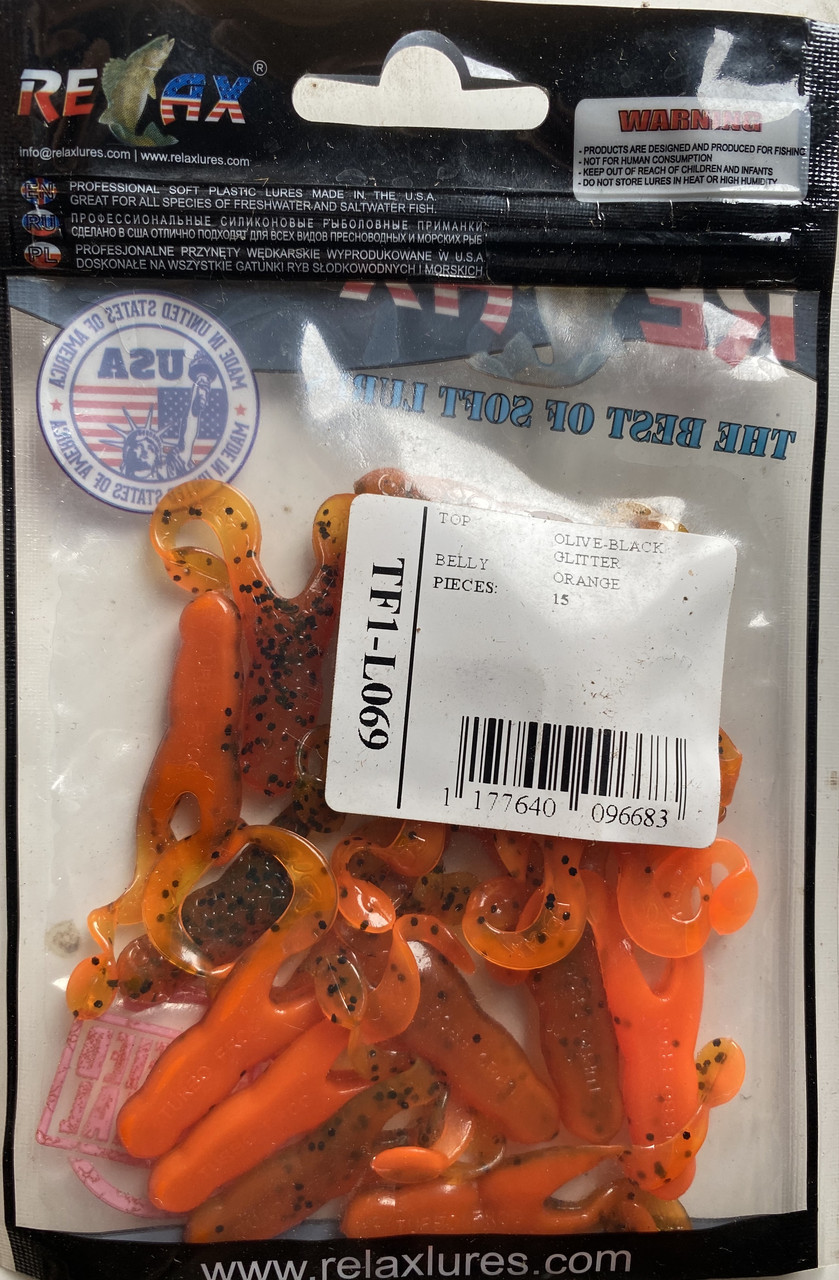 RELAX®
info@relaxlures.com | www.relaxlures.com
WARNING
- PRODUCTS ARE DESIGNED AND PRODUCED FOR FISHING
- NOT FOR HUMAN CONSUMPTION
- KEEP OUT OF REACH OF CHILDREN AND INFANTS
- DO NOT STORE LURES IN HEAT OR HIGH HUMIDITY
EN
PROFESSIONAL SOFT PLASTIC LURES MADE IN THE U.S.A.
GREAT FOR ALL SPECIES OF FRESHWATER AND SALTWATER FISH.
RU
ПРОФЕССИОНАЛЬНЫЕ СИЛИКОНОВЫЕ РЫБОЛОВНЫЕ ПРИМАНКИ
СДЕЛАНО В США ОТЛИЧНО ПОДХОДЯТ ДЛЯ ВСЕХ ВИДОВ ПРЕСНОВОДНЫХ И МОРСКИХ РЫБ
PL
PROFESJONALNE PRZYNĘTY WĘDKARSKIE WYPRODUKOWANE W U.S.A
DOSKONAŁE NA WSZYSTKIE GATUNKI RYB SŁODKOWODNYCH I MORSKICH
MADE IN UNITED STATES OF AMERICA
USA
THE BEST OF SOFT LUR
TOP OLIVE-BLACK
GLITTER
BELLY ORANGE
PIECES: 15
TF1-L069
1 177640 096683
www.relaxlures.com